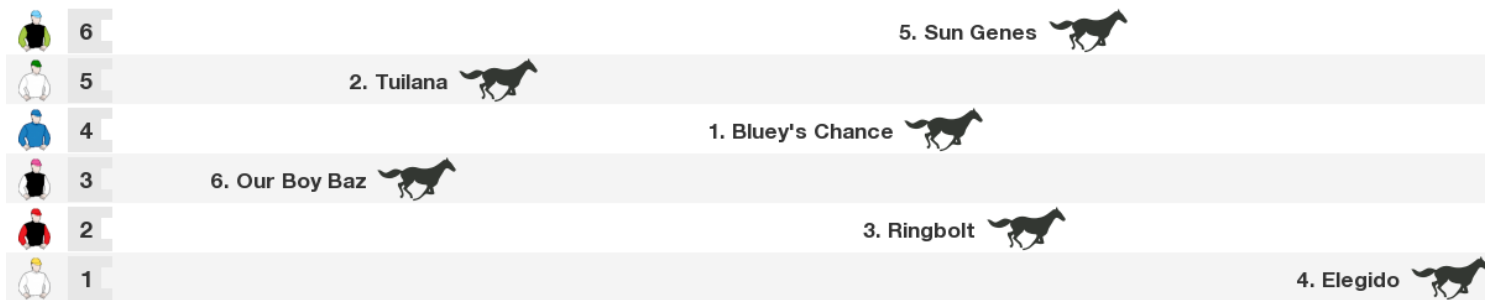 6 5. Sun Genes
5 2. Tuilana
4 1. Bluey's Chance
3 6. Our Boy Baz
2 3. Ringbolt
1 4. Elegido